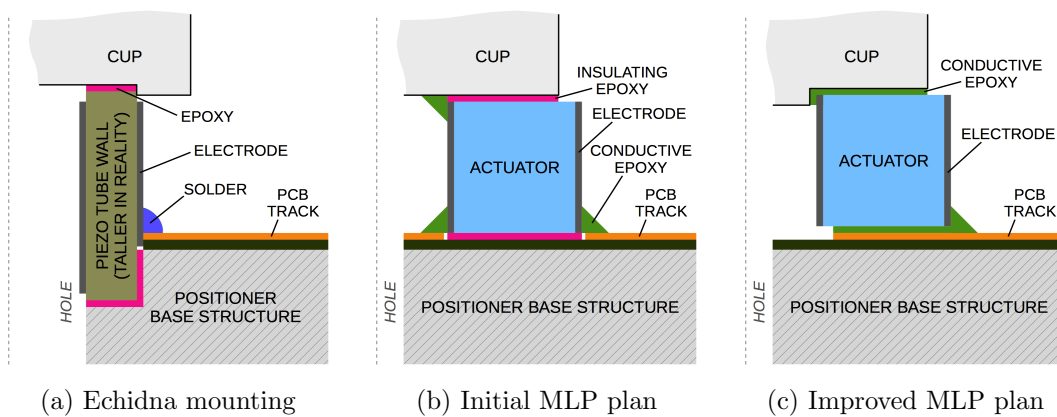 CUP
EPOXY
ELECTRODE
SOLDER
PCB
TRACK
PIEZO TUBE WALL
(TALLER IN REALITY)
HOLE
POSITIONER
BASE STRUCTURE
(a) Echidna mounting
CUP
INSULATING
EPOXY
ELECTRODE
CONDUCTIVE
EPOXY
ACTUATOR
PCB
TRACK
HOLE
POSITIONER BASE STRUCTURE
(b) Initial MLP plan
CUP
CONDUCTIVE
EPOXY
ELECTRODE
ACTUATOR
PCB
TRACK
HOLE
POSITIONER BASE STRUCTURE
(c) Improved MLP plan